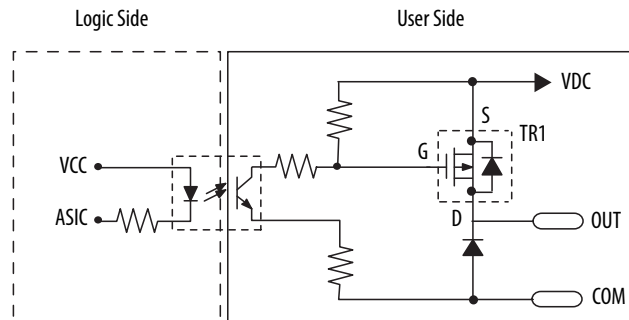 Logic Side
User Side
VDC
S
TR1
G
VCC
ASIC
D
OUT
COM